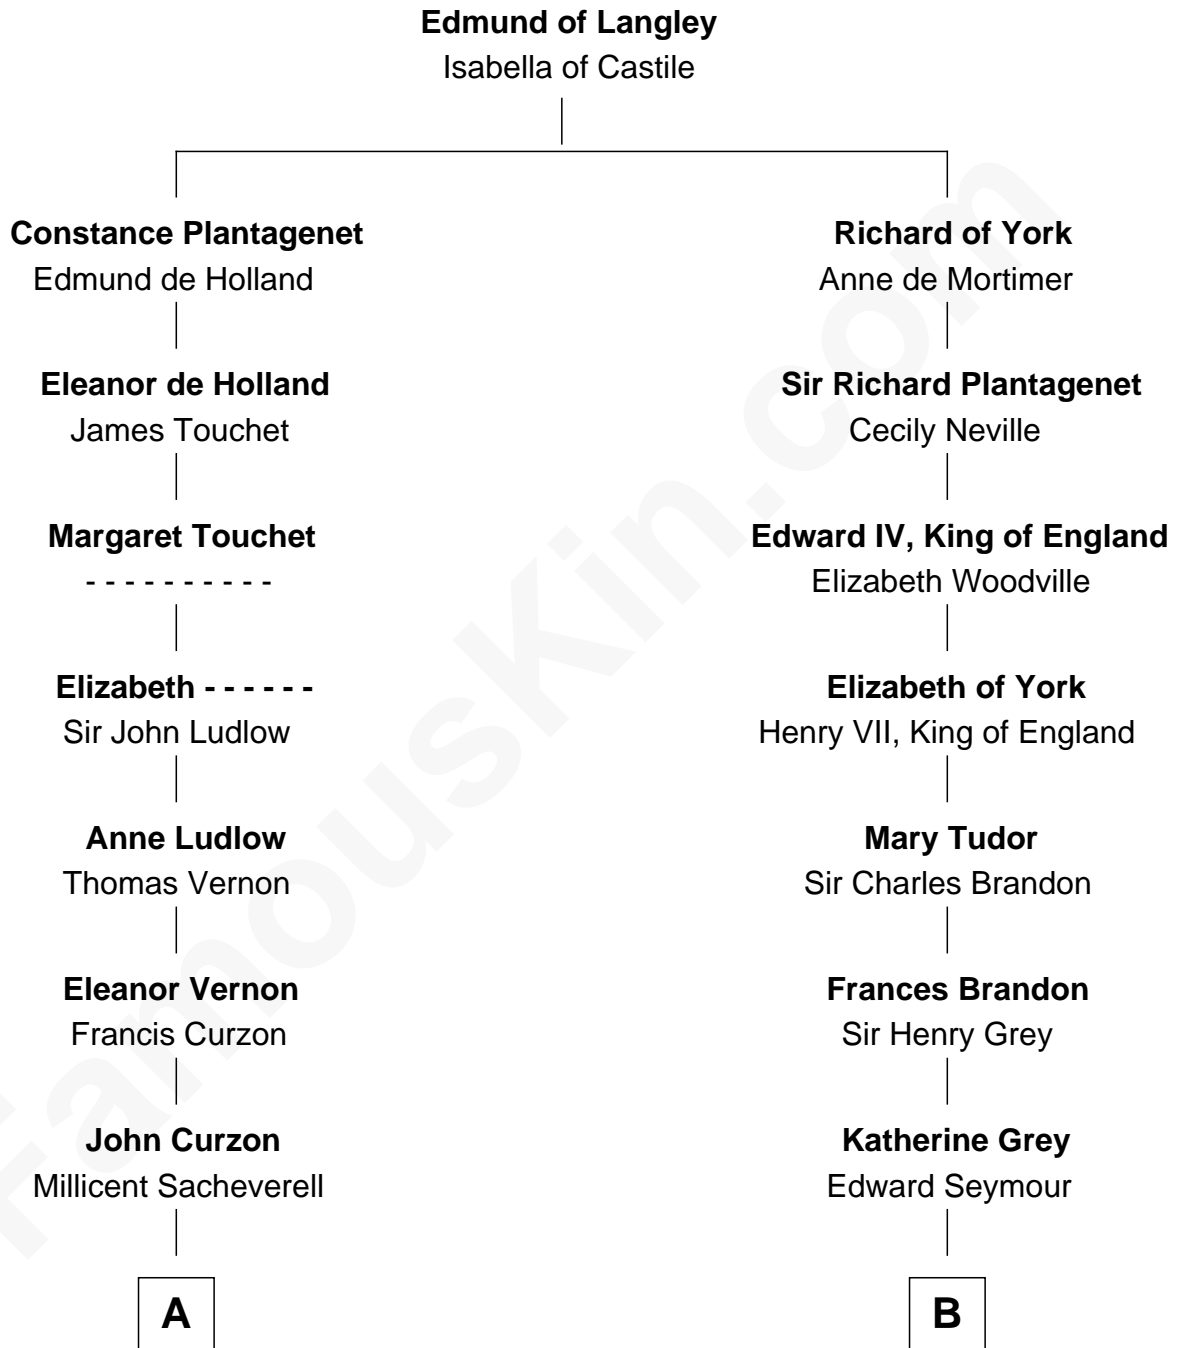 Edmund of Langley
Isabella of Castile
Constance Plantagenet
Edmund de Holland
Richard of York
Anne de Mortimer
Eleanor de Holland
James Touchet
Sir Richard Plantagenet
Cecily Neville
Margaret Touchet
- - - - - - - - - -
Edward IV, King of England
Elizabeth Woodville
Elizabeth - - - - - -
Sir John Ludlow
Elizabeth of York
Henry VII, King of England
Anne Ludlow
Thomas Vernon
Mary Tudor
Sir Charles Brandon
Eleanor Vernon
Francis Curzon
Frances Brandon
Sir Henry Grey
John Curzon
Millicent Sacheverell
Katherine Grey
Edward Seymour
A
B
FamousKin.com